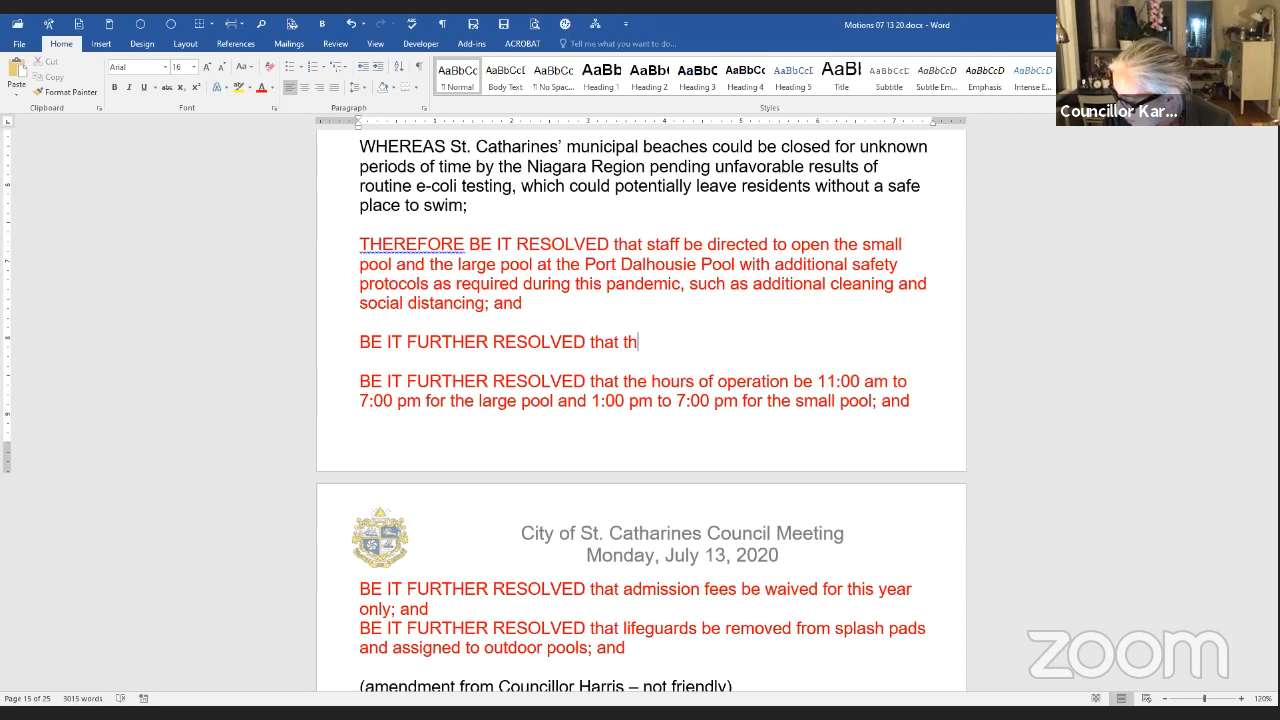 Motions 07 13 20.docx - Word
File Home Insert Design Layout References Mailings Review View Developer Add-ins ACROBAT Tell me what you want to do...
Cut
Copy
Format Painter
Paste
Arial 16
Clipboard Font Paragraph Styles
AaBbCc AaBbCcI AaBbCc AaBb AaBb AaBbC AaBbCc AaBbCcI AaBl AaBbCc AaBbCcD AaBbCcD AaBbCcI
¶ Normal Body Text ¶ No Spac... Heading 1 Heading 2 Heading 3 Heading 4 Heading 5 Title Subtitle Subtle Em... Emphasis Intense E...
Councillor Kar...
WHEREAS St. Catharines' municipal beaches could be closed for unknown
periods of time by the Niagara Region pending unfavorable results of
routine e-coli testing, which could potentially leave residents without a safe
place to swim;
THEREFORE BE IT RESOLVED that staff be directed to open the small
pool and the large pool at the Port Dalhousie Pool with additional safety
protocols as required during this pandemic, such as additional cleaning and
social distancing; and
BE IT FURTHER RESOLVED that th
BE IT FURTHER RESOLVED that the hours of operation be 11:00 am to
7:00 pm for the large pool and 1:00 pm to 7:00 pm for the small pool; and
City of St. Catharines Council Meeting
Monday, July 13, 2020
BE IT FURTHER RESOLVED that admission fees be waived for this year
only; and
BE IT FURTHER RESOLVED that lifeguards be removed from splash pads
and assigned to outdoor pools; and
(amendment from Councillor Harris – not friendly)
zoom
Page 15 of 25 3015 words
120%